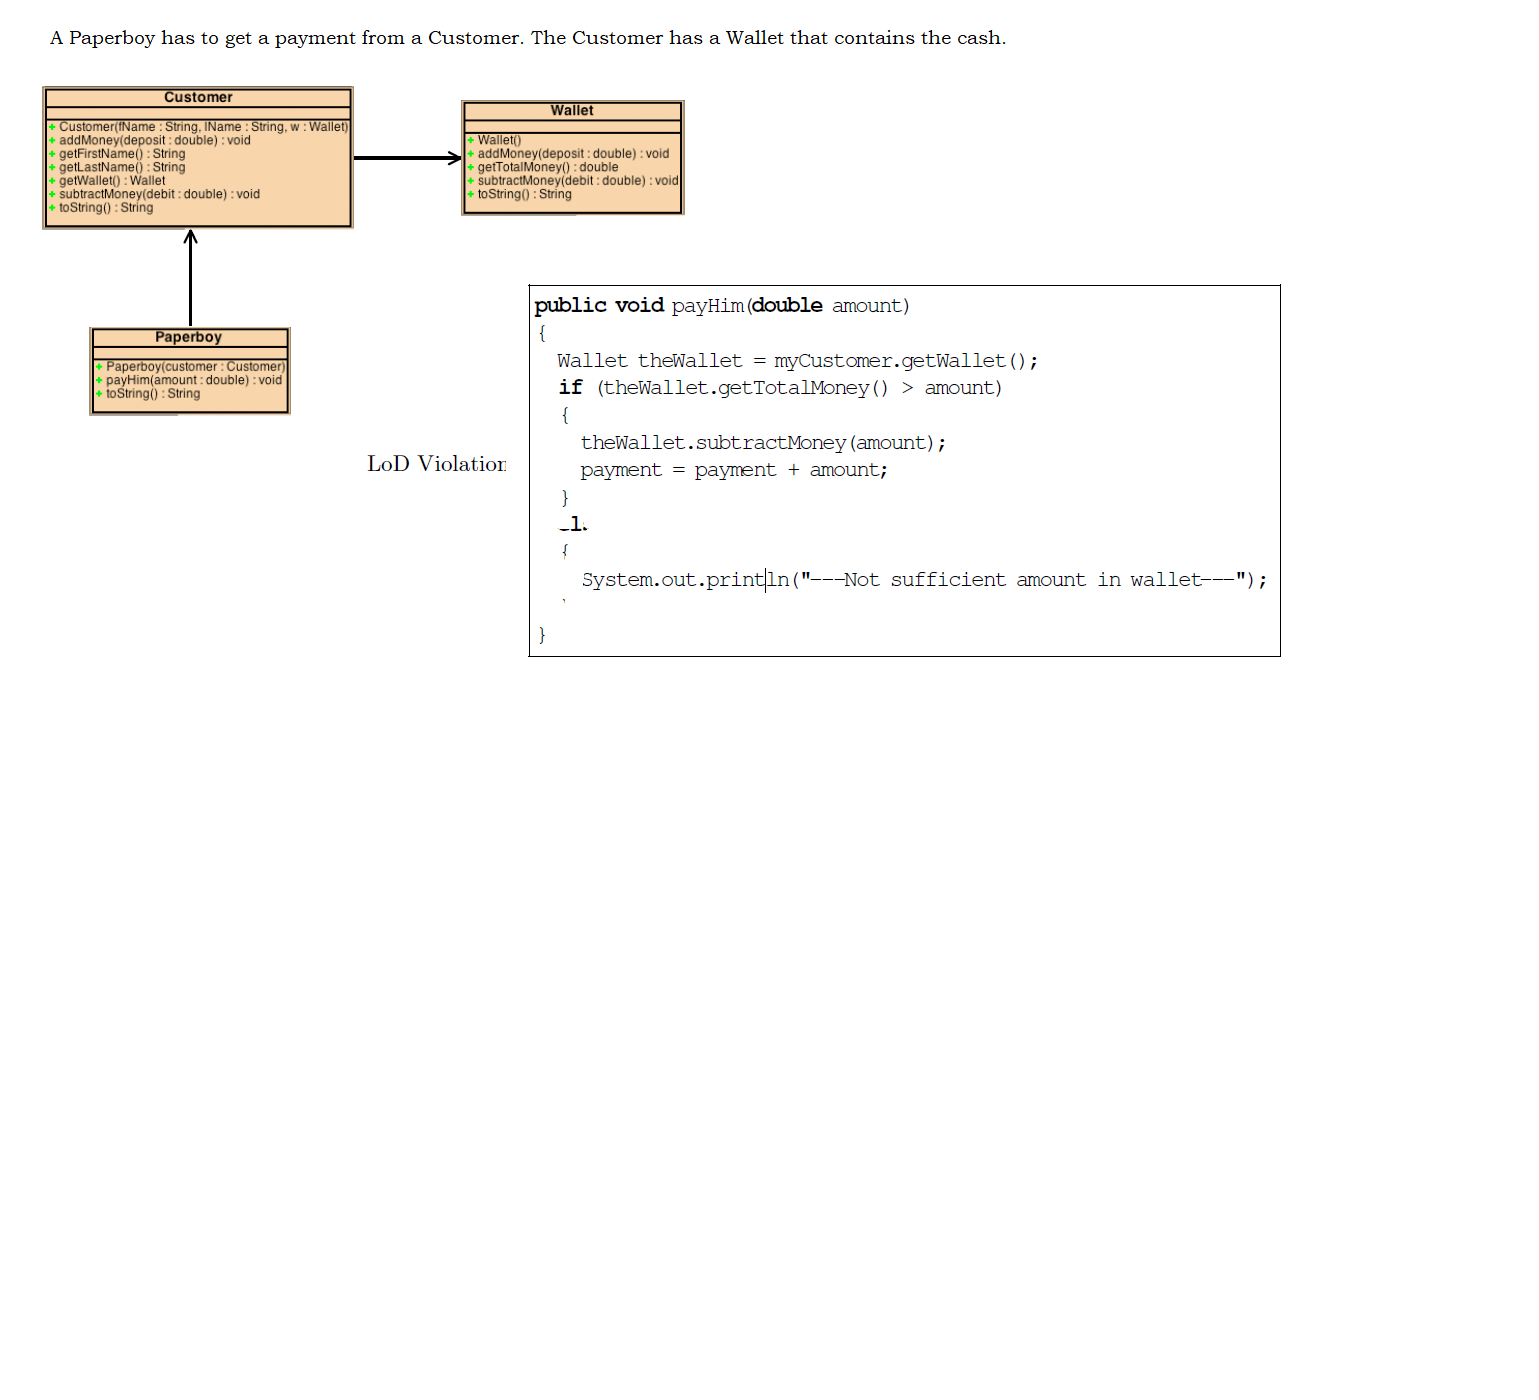 A Paperboy has to get a payment from a Customer. The Customer has a Wallet that contains the cash.
Customer
+ Customer(fName : String, lName : String, w : Wallet)
+ addMoney(deposit : double) : void
+ getFirstName() : String
+ getLastName() : String
+ getWallet() : Wallet
+ subtractMoney(debit : double) : void
+ toString() : String
Wallet
+ Wallet()
+ addMoney(deposit : double) : void
+ getTotalMoney() : double
+ subtractMoney(debit : double) : void
+ toString() : String
Paperboy
+ Paperboy(customer : Customer)
+ payHim(amount : double) : void
+ toString() : String
LoD Violation
public void payHim(double amount)
{
Wallet theWallet = myCustomer.getWallet();
if (theWallet.getTotalMoney() > amount)
{
theWallet.subtractMoney(amount);
payment = payment + amount;
}
{
System.out.println("---Not sufficient amount in wallet---");
}